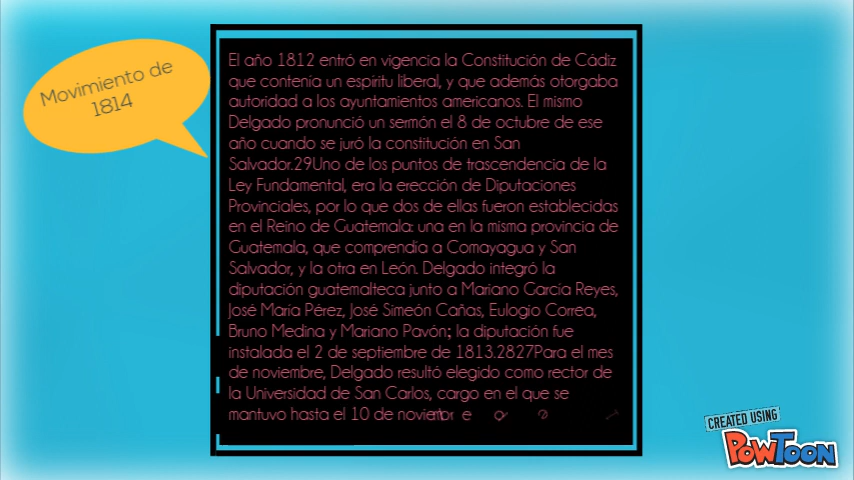 Movimiento de
1814
El año 1812 entró en vigencia la Constitución de Cádiz
que contenía un espíritu liberal, y que además otorgaba
autoridad a los ayuntamientos americanos. El mismo
Delgado pronunció un sermón el 8 de octubre de ese
año cuando se juró la constitución en San
Salvador.29Uno de los puntos de trascendencia de la
Ley Fundamental, era la erección de Diputaciones
Provinciales, por lo que dos de ellas fueron establecidas
en el Reino de Guatemala: una en la misma provincia de
Guatemala, que comprendía a Comayagua y San
Salvador, y la otra en León. Delgado integró la
diputación guatemalteca junto a Mariano García Reyes,
José María Pérez, José Simeón Cañas, Eulogio Correa,
Bruno Medina y Mariano Pavón; la diputación fue
instalada el 2 de septiembre de 1813.2827Para el mes
de noviembre, Delgado resultó elegido como rector de
la Universidad de San Carlos, cargo en el que se
mantuvo hasta el 10 de
CREATED USING
POWTOON